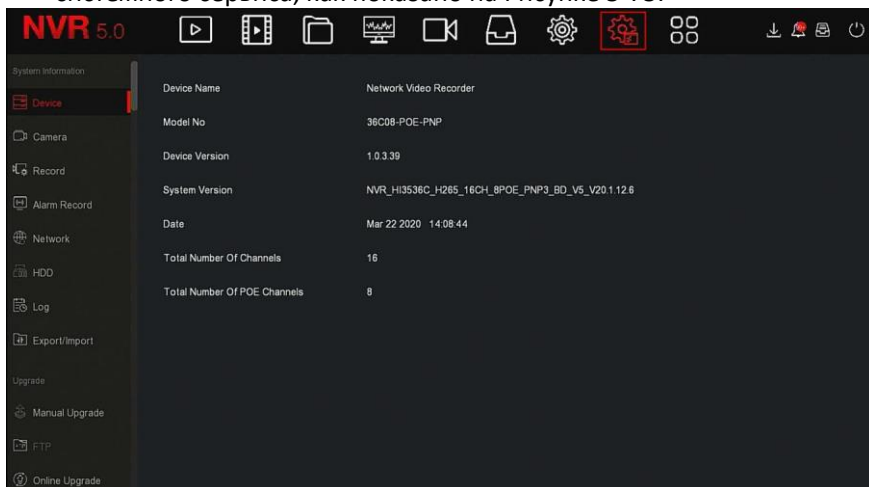 NVR 5.0
System Information
Device
Camera
Record
Alarm Record
Network
HDD
Log
Export/Import
Upgrade
Manual Upgrade
FTP
Online Upgrade
Device Name Network Video Recorder
Model No 36C08-POE-PNP
Device Version 1.0.3.39
System Version NVR_HI3536C_H265_16CH_8POE_PNP3_BD_V5_V20.1.12.6
Date Mar 22 2020 14:08:44
Total Number Of Channels 16
Total Number Of POE Channels 8